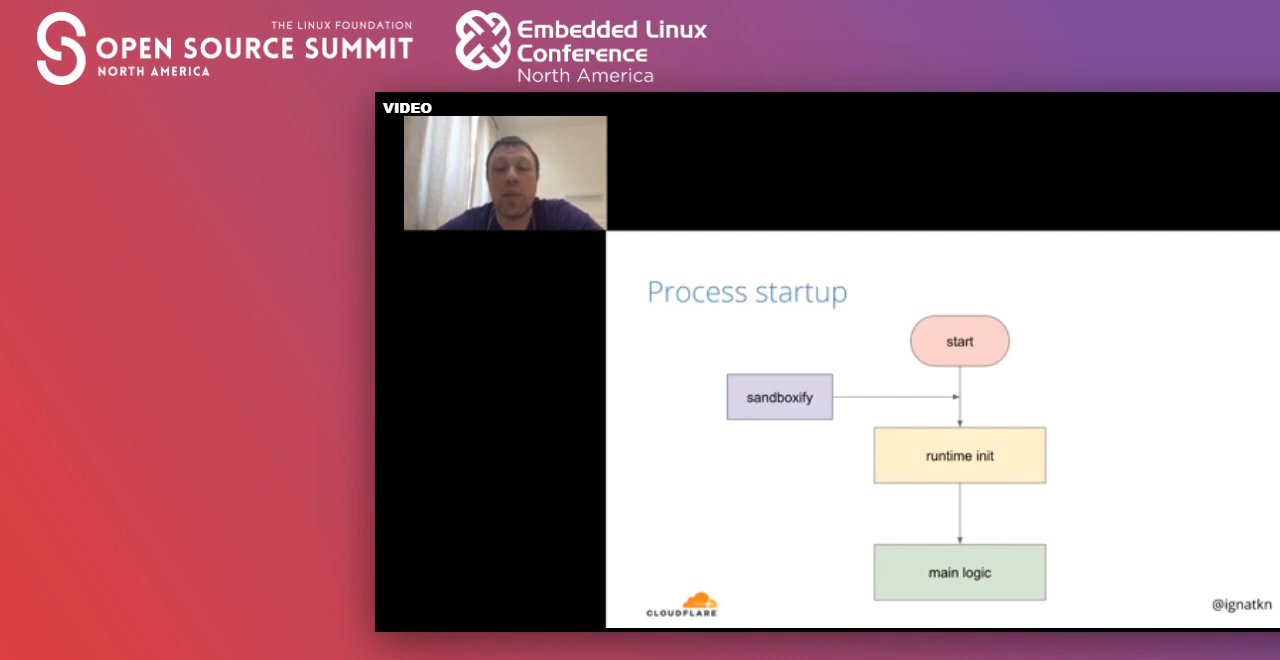 THE LINUX FOUNDATION
OPEN SOURCE SUMMIT
NORTH AMERICA
Embedded Linux
Conference
North America
VIDEO
Process startup
start
sandboxify
runtime init
main logic
CLOUDFLARE
@ignatkn